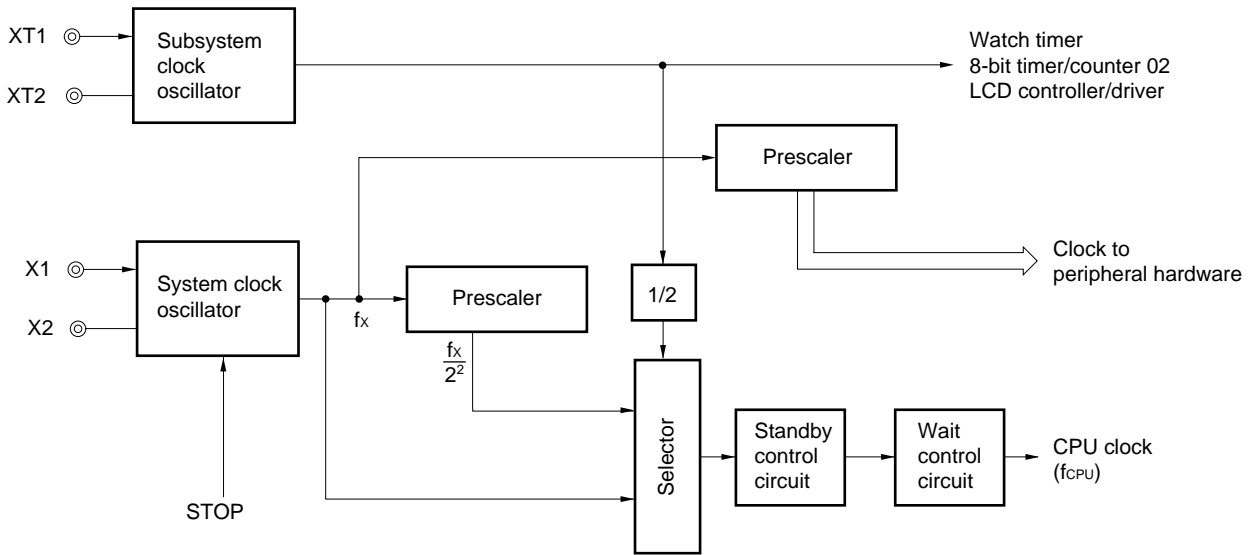 XT1
XT2
Subsystem
clock
oscillator
Watch timer
8-bit timer/counter 02
LCD controller/driver
Prescaler
Clock to
peripheral hardware
X1
X2
System clock
oscillator
fX
Prescaler
1/2
fX
2²
Selector
Standby
control
circuit
Wait
control
circuit
CPU clock
(fCPU)
STOP